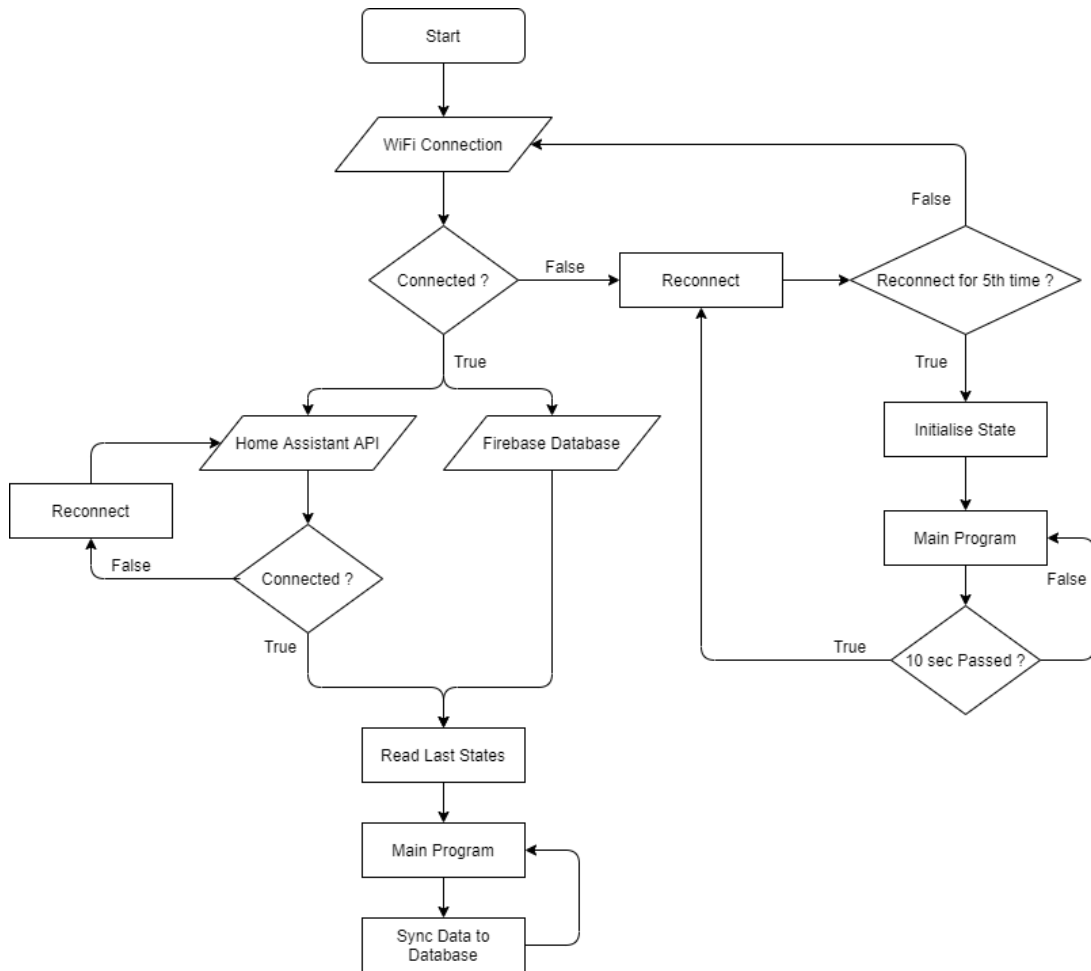 Start
WiFi Connection
False
Connected ?
False
Reconnect
Reconnect for 5th time ?
True
True
Home Assistant API
Firebase Database
Initialise State
Reconnect
Main Program
False
Connected ?
False
True
True
10 sec Passed ?
Read Last States
Main Program
Sync Data to
Database